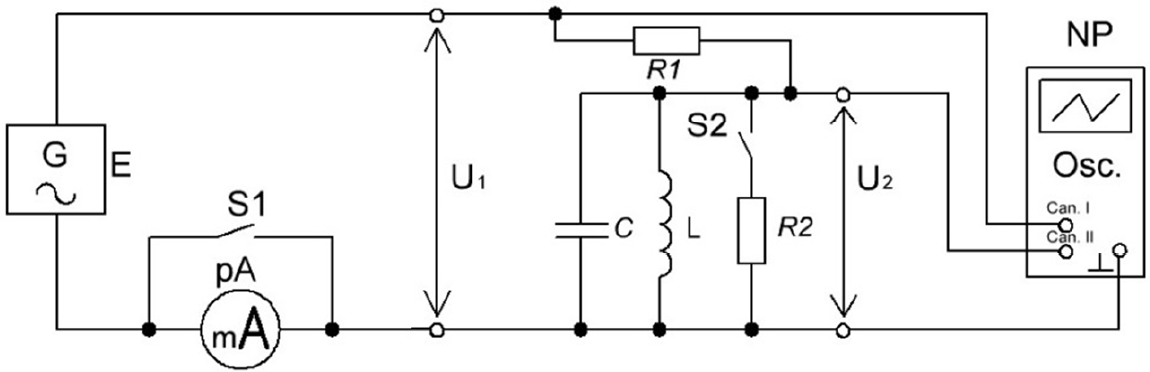 NP
R1
G
E
S2
U1
U2
Osc.
S1
C
L
R2
Can. I
Can. II
pA
mA